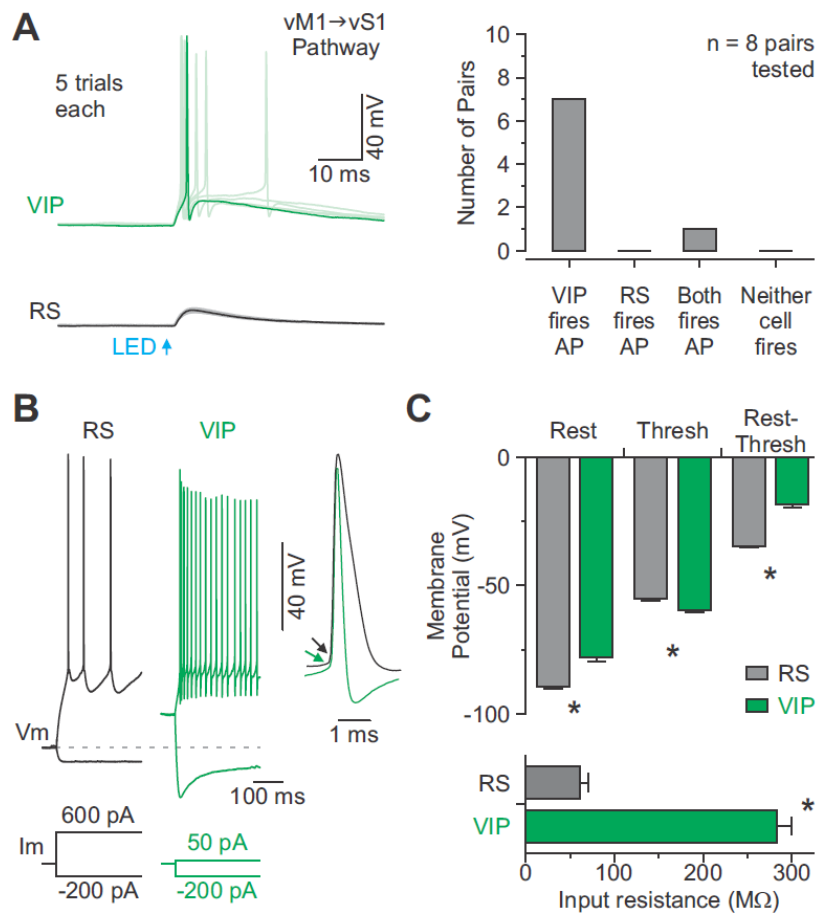 A
vM1→vS1
Pathway
5 trials
each
40 mV
10 ms
VIP
RS
LED
n = 8 pairs
tested
Number of Pairs
10
8
6
4
2
0
VIP
fires
AP
RS
fires
AP
Both
fires
AP
Neither
cell
fires
B
RS
VIP
40 mV
1 ms
Vm
100 ms
600 pA
Im
-200 pA
50 pA
-200 pA
C
Rest
Thresh
Rest-
Thresh
Membrane
Potential (mV)
0
-50
-100
*
*
*
RS
VIP
RS
VIP
*
0
100
200
300
Input resistance (MΩ)